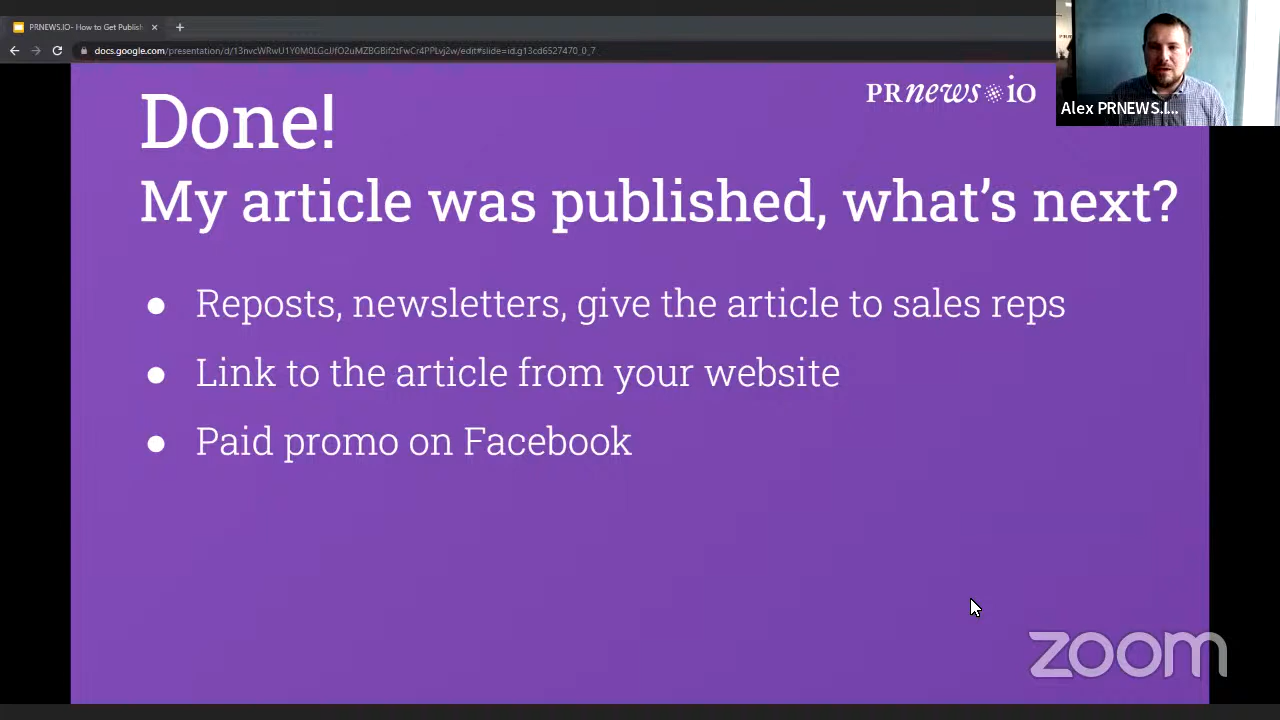 PRNEWS.IO- How to Get Publish
docs.google.com/presentation/d/13nvcWRwU1Y0M0LGcJ/fO2uMZBGBif2tFwCr4PPLvj2w/edit#slide=id.g13cd6527470_0_7
PRnews.io
Alex PRNEWS.I...
Done!
My article was published, what's next?
● Reposts, newsletters, give the article to sales reps
● Link to the article from your website
● Paid promo on Facebook
zoom